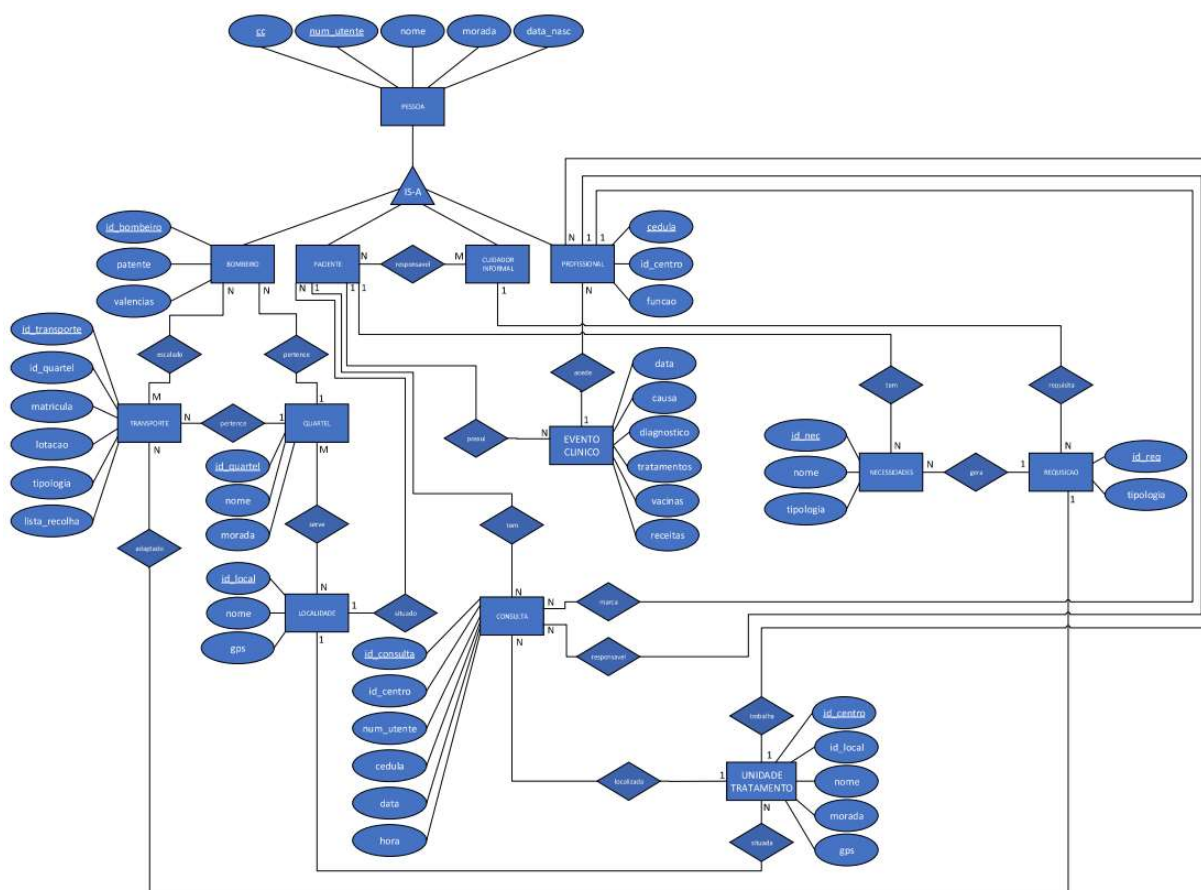 cc
num_utente
nome
morada
data_nasc
PESSOA
IS-A
id_bombeiro
patente
valencias
BOMBEIRO
N
N
PACIENTE
N
N
1
1
1
responsavel
M
CUIDADOR
INFORMAL
1
PROFISSIONAL
N
1
1
N
cedula
id_centro
funcao
id_transporte
id_quartel
matricula
lotacao
tipologia
lista_recolha
escalado
M
TRANSPORTE
N
N
pertence
1
pertence
1
QUARTEL
M
id_quartel
nome
morada
acede
1
possui
N
EVENTO
CLINICO
data
causa
diagnostico
tratamentos
vacinas
receitas
tem
N
id_nec
nome
tipologia
NECESSIDADES
N
gera
1
requisita
N
REQUISICAO
1
id_req
tipologia
adaptado
serve
N
id_local
nome
gps
LOCALIDADE
1
1
situado
tem
N
CONSULTA
N
N
N
marca
responsavel
id_consulta
id_centro
num_utente
cedula
data
hora
trabalha
1
localizada
1
UNIDADE
TRATAMENTO
N
situada
id_centro
id_local
nome
morada
gps